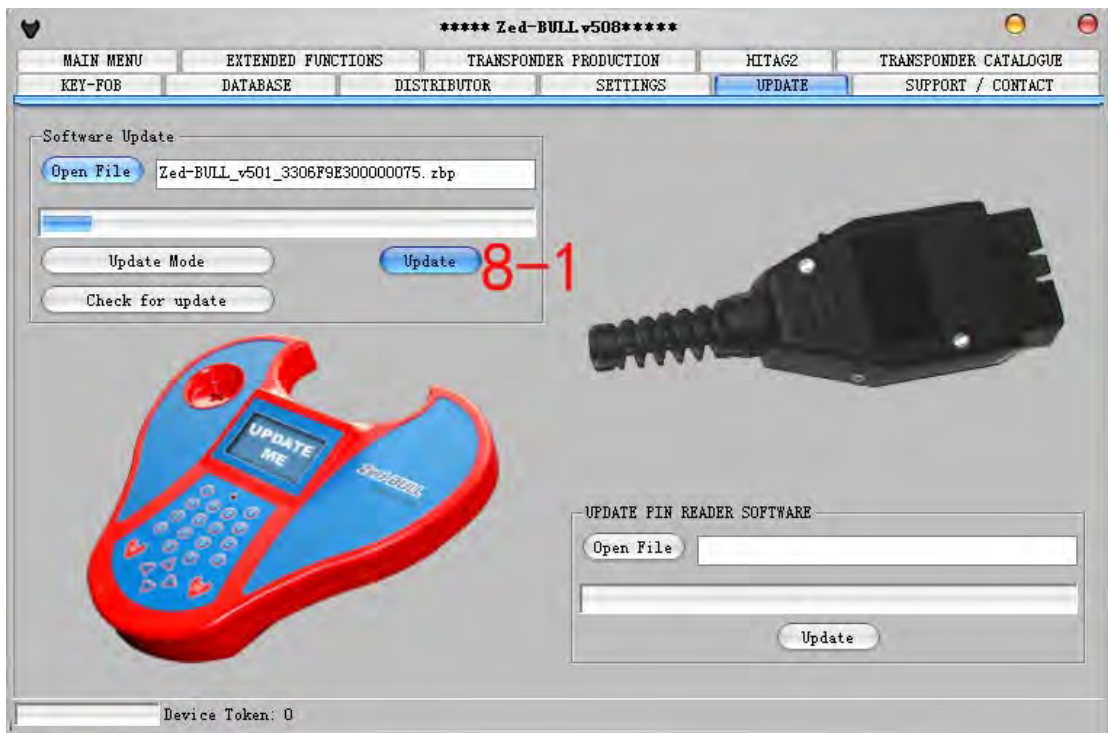 ***** Zed-BULL v508*****
MAIN MENU EXTENDED FUNCTIONS TRANSPONDER PRODUCTION HITAG2 TRANSPONDER CATALOGUE
KEY-FOB DATABASE DISTRIBUTOR SETTINGS UPDATE SUPPORT / CONTACT
Software Update
Open File Zed-BULL_v501_3306F9E300000075.zbp
Update Mode Update 8-1
Check for update
UPDATE
ME
Zed-BULL
UPDATE PIN READER SOFTWARE
Open File
Update
Device Token: 0